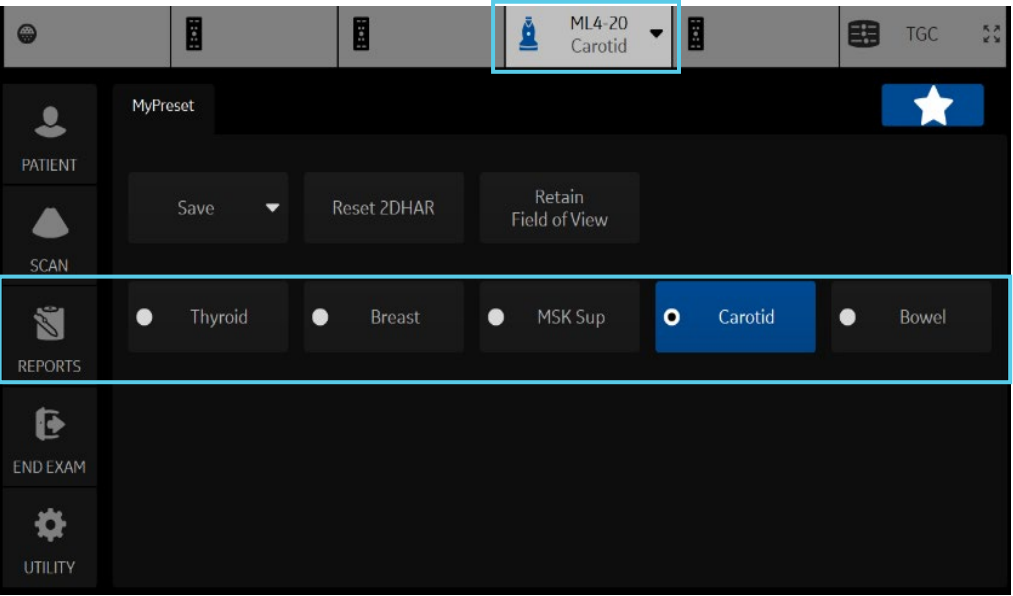 ML4-20
Carotid
TGC
MyPreset
PATIENT
Save
Reset 2DHAR
Retain
Field of View
SCAN
Thyroid
Breast
MSK Sup
Carotid
Bowel
REPORTS
END EXAM
UTILITY